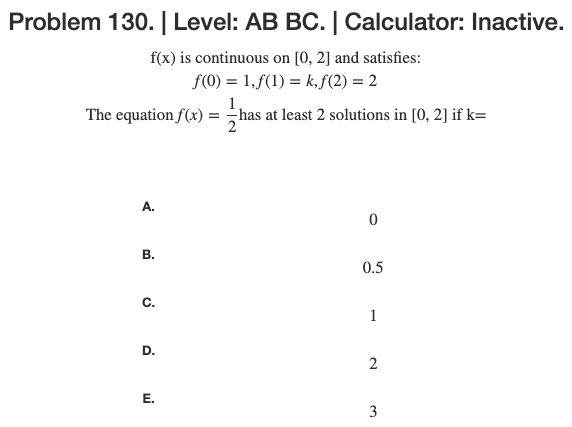 Problem 130. | Level: AB BC. | Calculator: Inactive.
f(x) is continuous on [0, 2] and satisfies:
f(0) = 1, f(1) = k, f(2) = 2
The equation f(x) = 1/2 has at least 2 solutions in [0, 2] if k=
A. 0
B. 0.5
C. 1
D. 2
E. 3